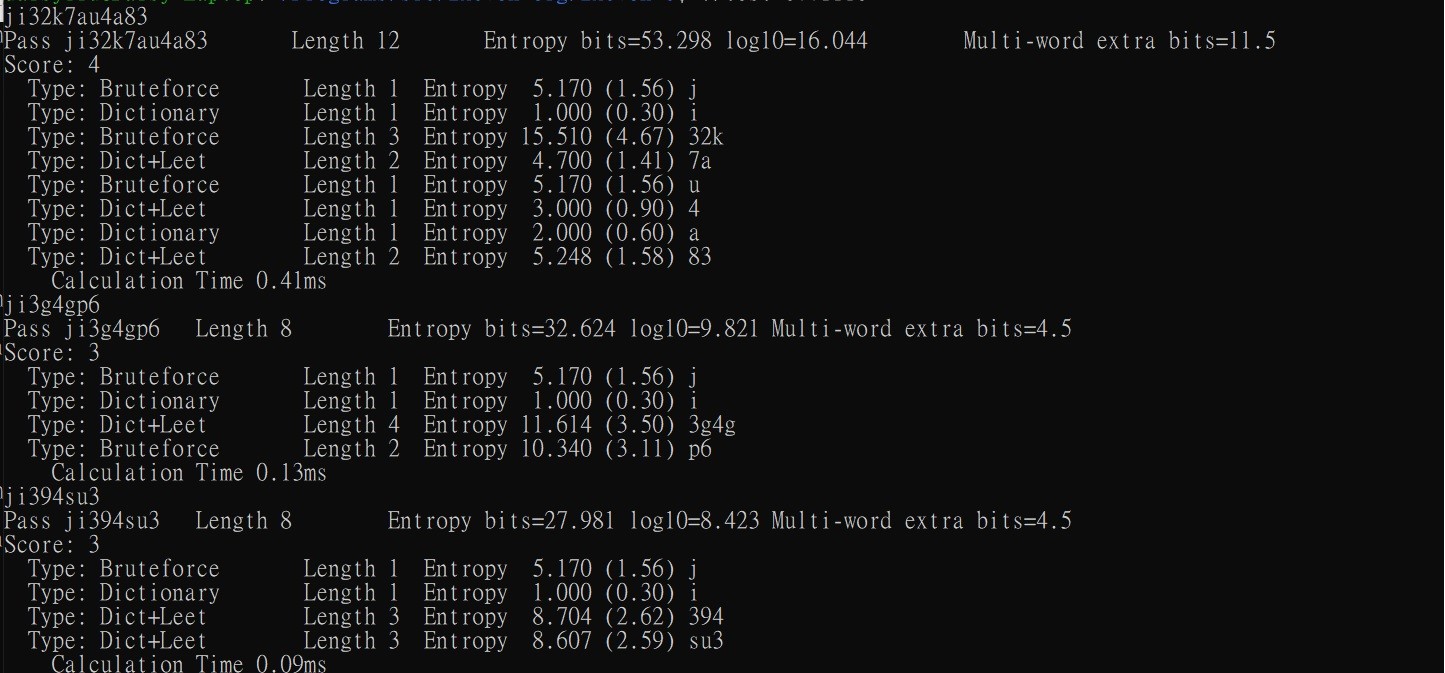 ji32k7au4a83
Pass ji32k7au4a83 Length 12 Entropy bits=53.298 log10=16.044 Multi-word extra bits=11.5
Score: 4
Type: Bruteforce Length 1 Entropy 5.170 (1.56) j
Type: Dictionary Length 1 Entropy 1.000 (0.30) i
Type: Bruteforce Length 3 Entropy 15.510 (4.67) 32k
Type: Dict+Leet Length 2 Entropy 4.700 (1.41) 7a
Type: Bruteforce Length 1 Entropy 5.170 (1.56) u
Type: Dict+Leet Length 1 Entropy 3.000 (0.90) 4
Type: Dictionary Length 1 Entropy 2.000 (0.60) a
Type: Dict+Leet Length 2 Entropy 5.248 (1.58) 83
Calculation Time 0.41ms
ji3g4gp6
Pass ji3g4gp6 Length 8 Entropy bits=32.624 log10=9.821 Multi-word extra bits=4.5
Score: 3
Type: Bruteforce Length 1 Entropy 5.170 (1.56) j
Type: Dictionary Length 1 Entropy 1.000 (0.30) i
Type: Dict+Leet Length 4 Entropy 11.614 (3.50) 3g4g
Type: Bruteforce Length 2 Entropy 10.340 (3.11) p6
Calculation Time 0.13ms
ji394su3
Pass ji394su3 Length 8 Entropy bits=27.981 log10=8.423 Multi-word extra bits=4.5
Score: 3
Type: Bruteforce Length 1 Entropy 5.170 (1.56) j
Type: Dictionary Length 1 Entropy 1.000 (0.30) i
Type: Dict+Leet Length 3 Entropy 8.704 (2.62) 394
Type: Dict+Leet Length 3 Entropy 8.607 (2.59) su3
Calculation Time 0.09ms